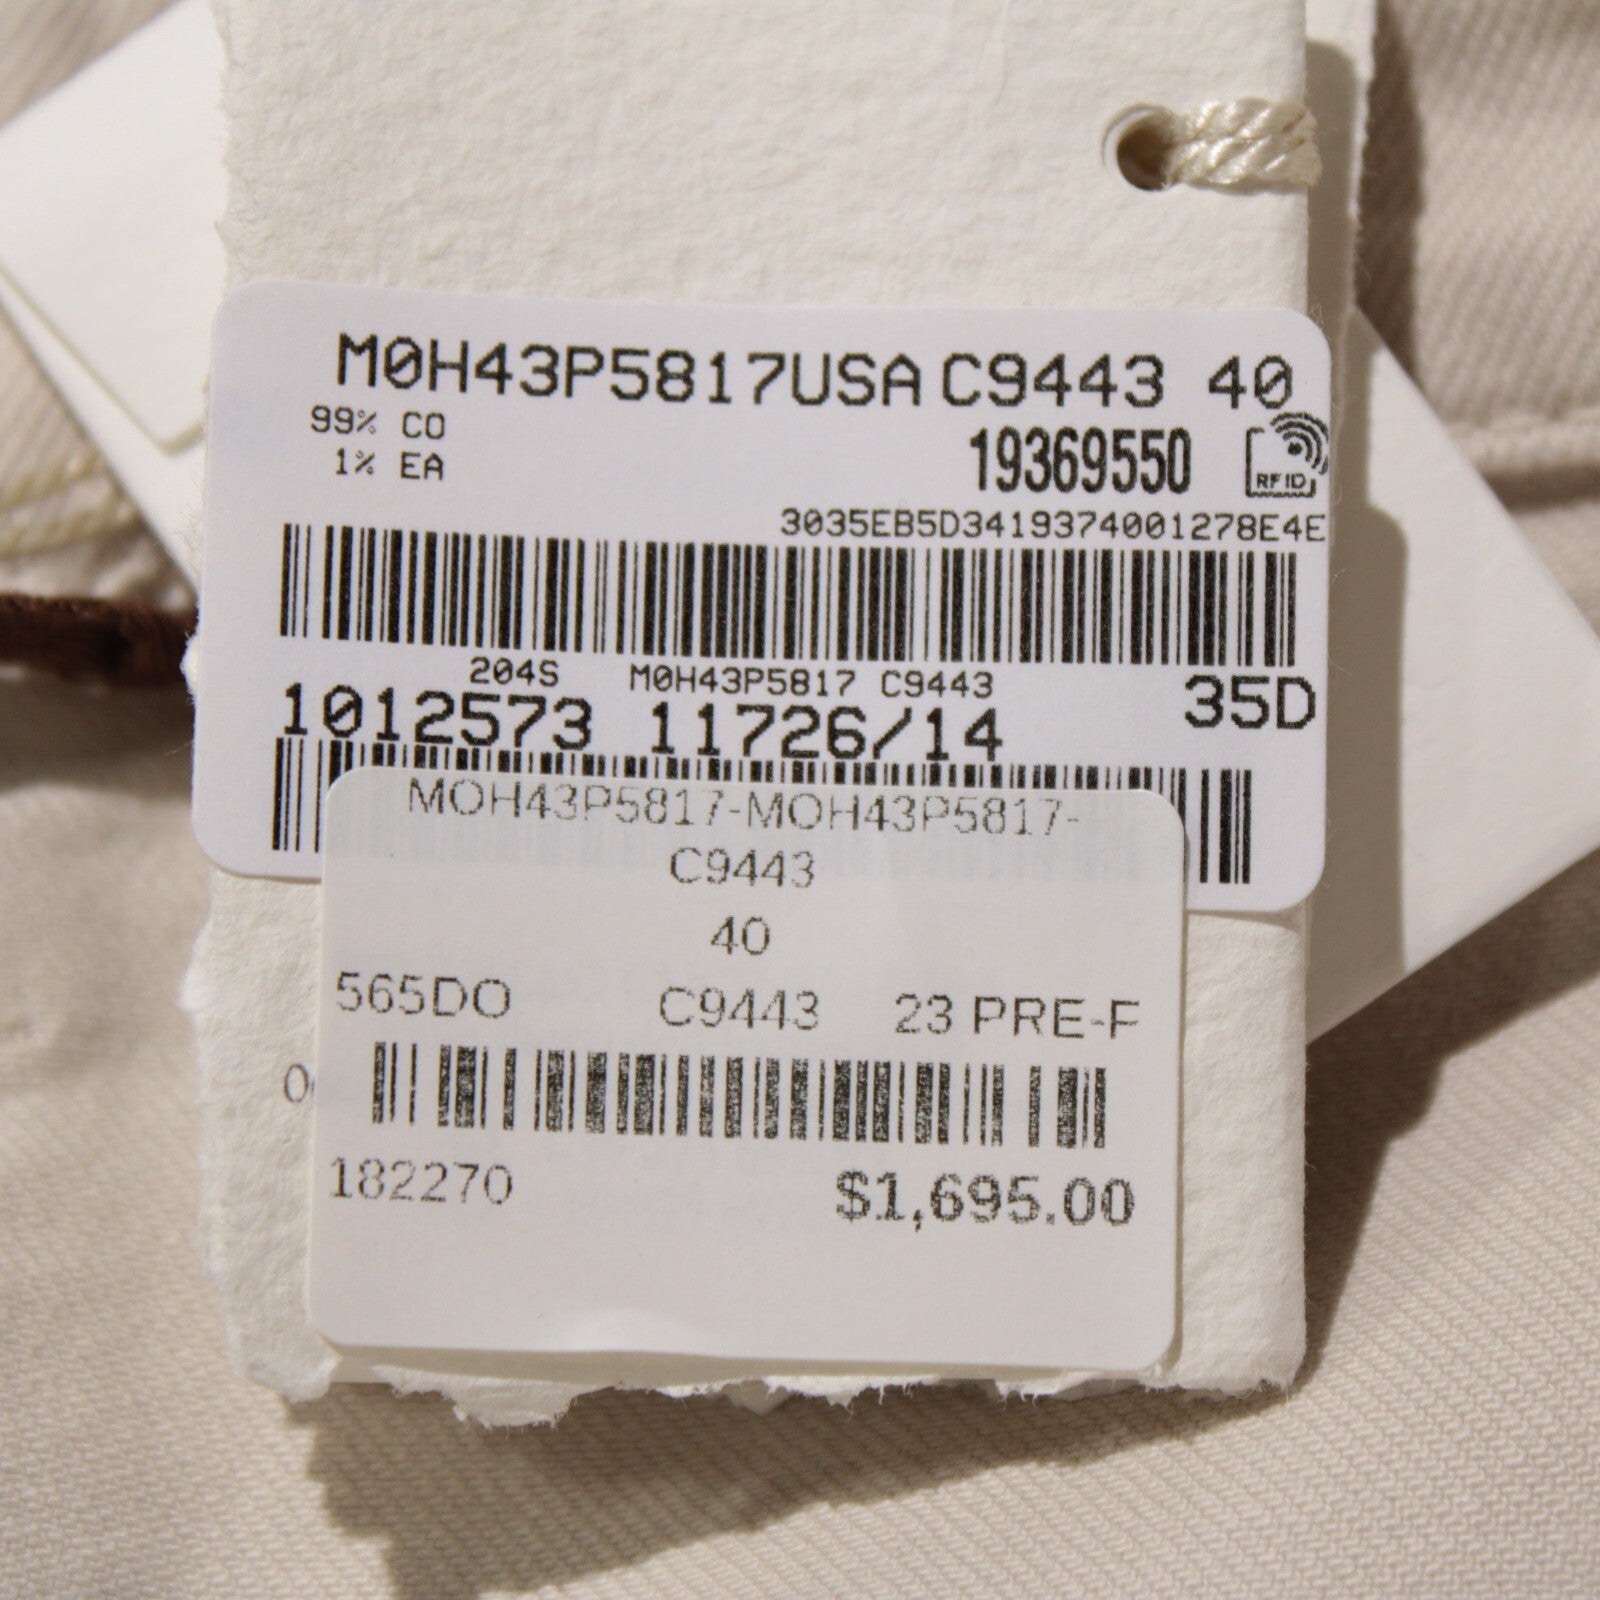 M0H43P5817USA C9443 40
99% CO
1% EA
19369550
RFID
3035EB5D3419374001278E4E
204S M0H43P5817 C9443
1012573 11726/14 35D
MOH43P5817-MOH43P5817-
C9443
40
565DO C9443 23 PRE-F
182270 $1,695.00